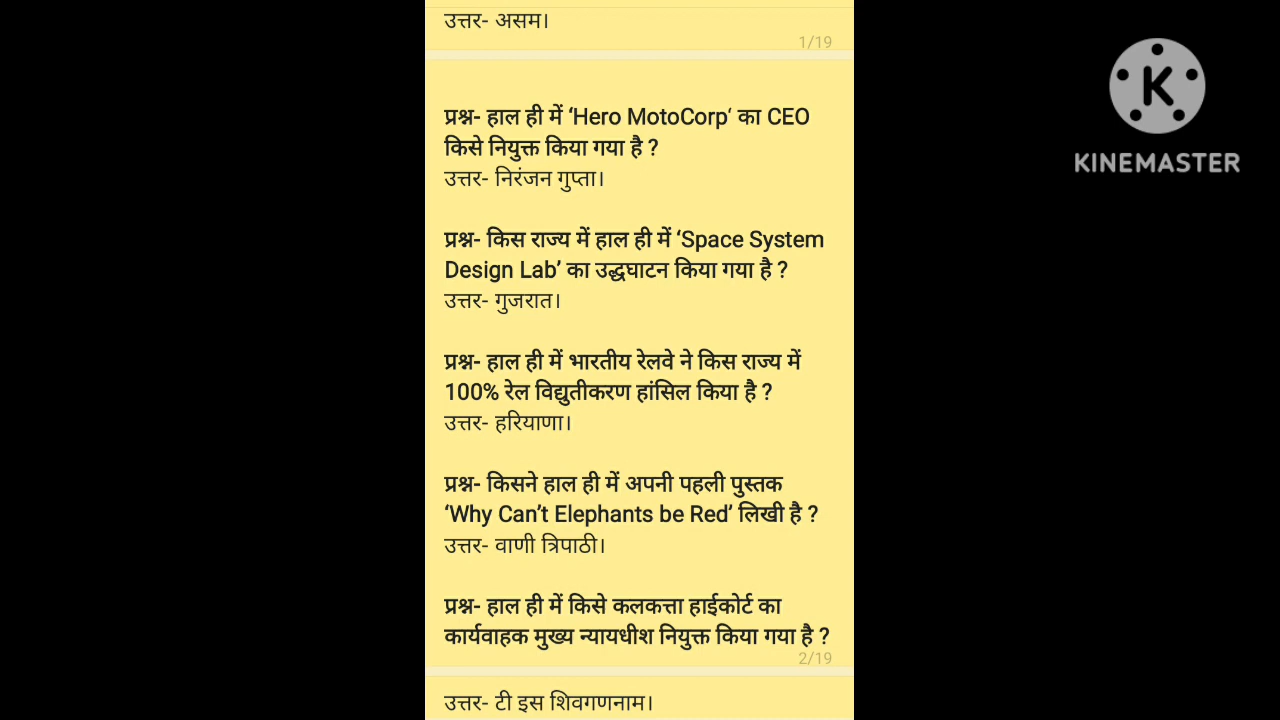 उत्तर- असम।
1/19
प्रश्न- हाल ही में ‘Hero MotoCorp‘ का CEO
किसे नियुक्त किया गया है ?
उत्तर- निरंजन गुप्ता।
प्रश्न- किस राज्य में हाल ही में ‘Space System
Design Lab’ का उद्धघाटन किया गया है ?
उत्तर- गुजरात।
प्रश्न- हाल ही में भारतीय रेलवे ने किस राज्य में
100% रेल विद्युतीकरण हांसिल किया है ?
उत्तर- हरियाणा।
प्रश्न- किसने हाल ही में अपनी पहली पुस्तक
‘Why Can’t Elephants be Red’ लिखी है ?
उत्तर- वाणी त्रिपाठी।
प्रश्न- हाल ही में किसे कलकत्ता हाईकोर्ट का
कार्यवाहक मुख्य न्यायधीश नियुक्त किया गया है ?
2/19
उत्तर- टी इस शिवगणनाम।
K
KINEMASTER